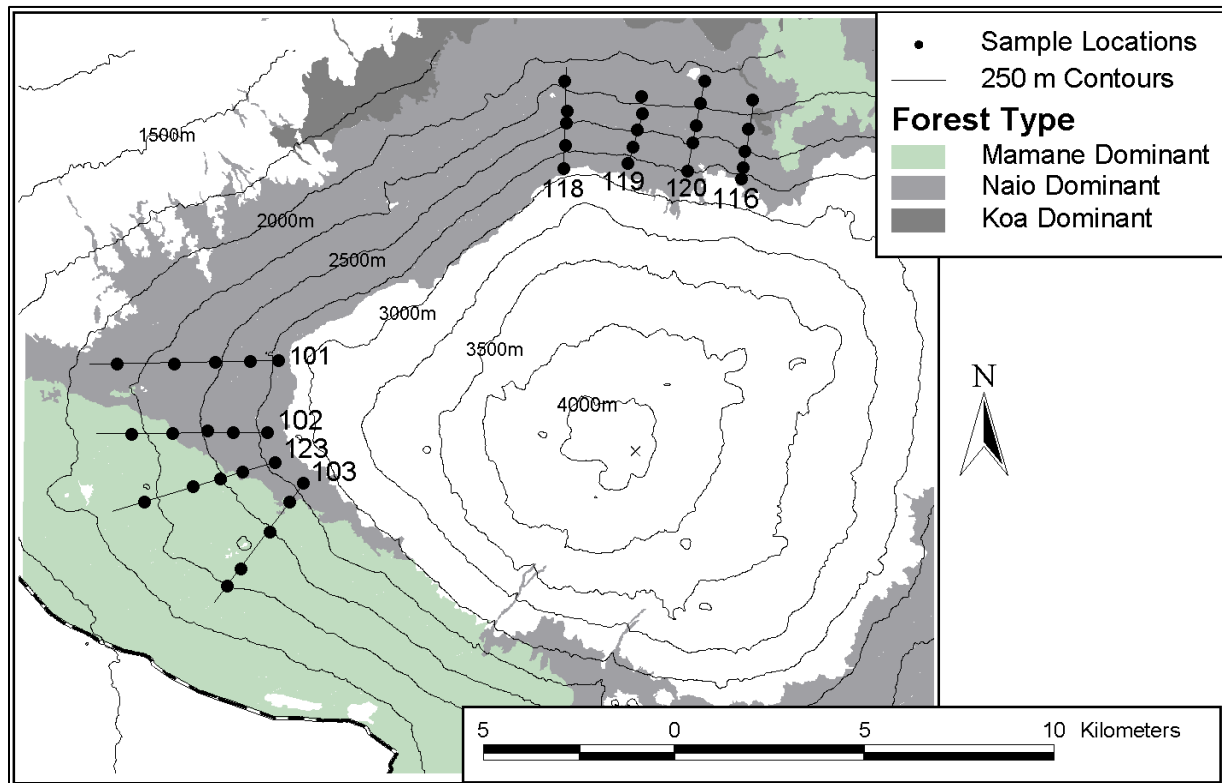 Sample Locations
250 m Contours
Forest Type
Mamane Dominant
Naio Dominant
Koa Dominant
1500m
118
119
120
116
2000m
2500m
3000m
3500m
101
4000m
102
123
103
N
5 0 5 10 Kilometers